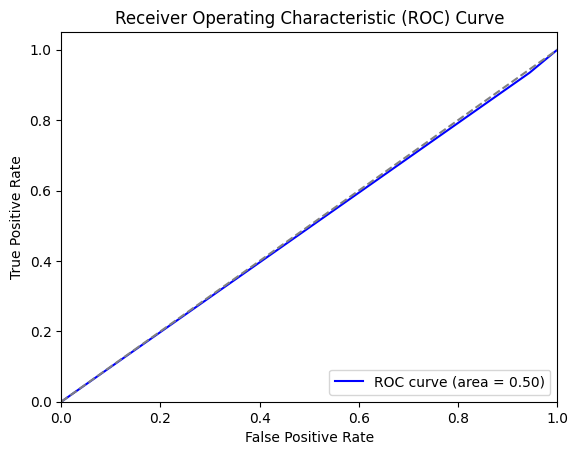 Receiver Operating Characteristic (ROC) Curve
1.0
0.8
0.6
0.4
0.2
0.0
True Positive Rate
ROC curve (area = 0.50)
0.0 0.2 0.4 0.6 0.8 1.0
False Positive Rate